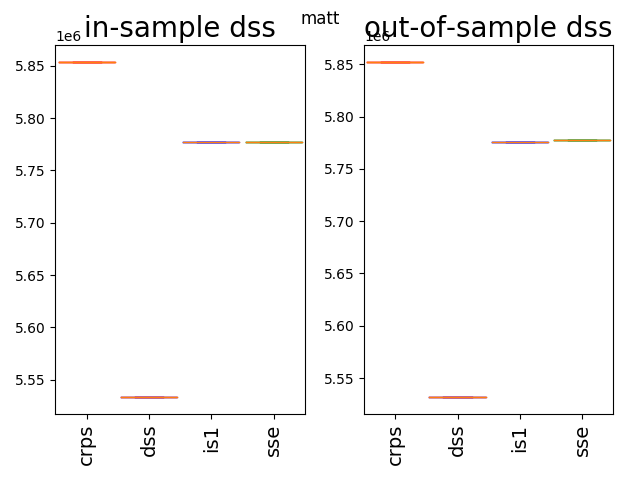 matt
in-sample dss
1e6
5.85
5.80
5.75
5.70
5.65
5.60
5.55
crps
dss
is1
sse
out-of-sample dss
1e6
5.85
5.80
5.75
5.70
5.65
5.60
5.55
crps
dss
is1
sse